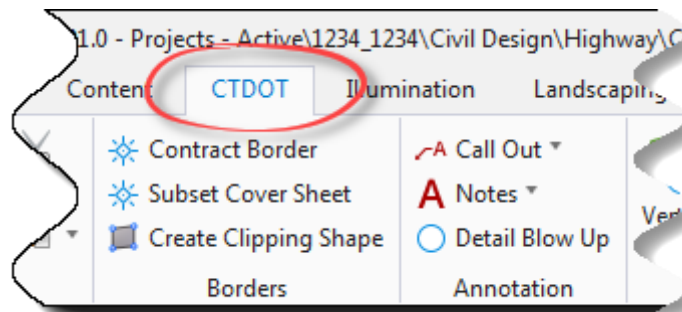 1.0 - Projects - Active\1234_1234\Civil Design\Highway\C
Content CTDOT Illumination Landscaping
Contract Border
A Call Out
Subset Cover Sheet
A Notes
Create Clipping Shape
Detail Blow Up
Borders
Annotation